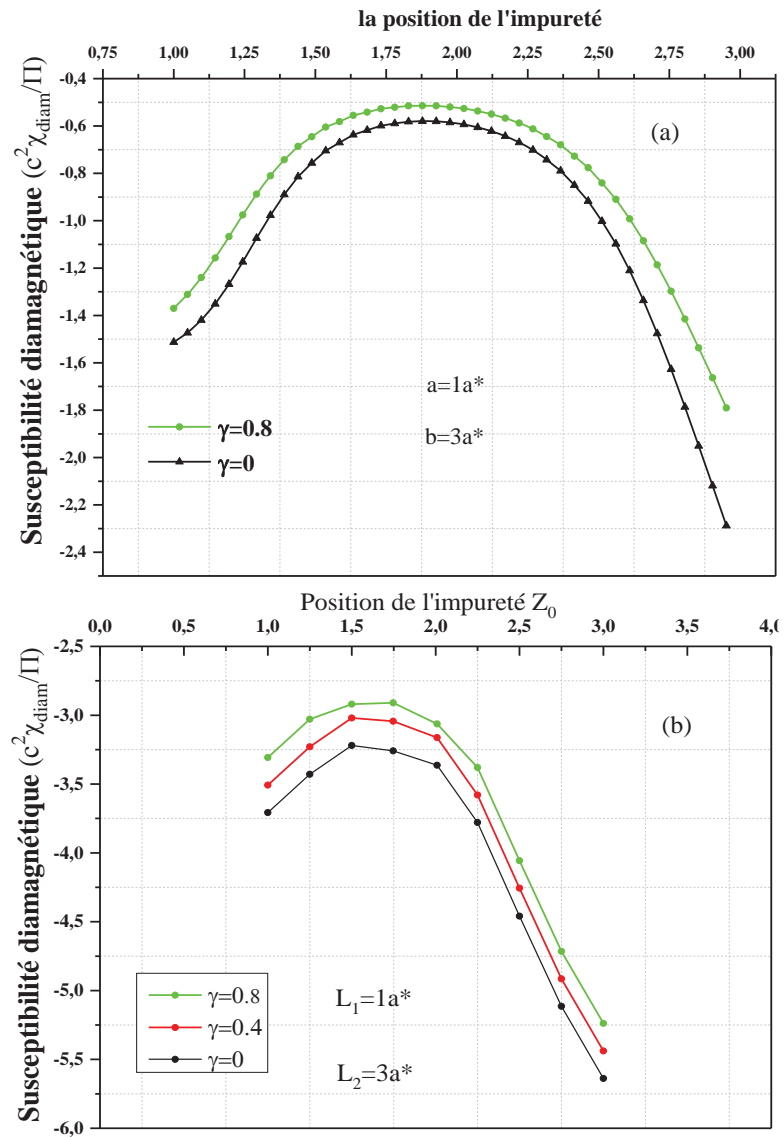 la position de l'impureté
0,75 1,00 1,25 1,50 1,75 2,00 2,25 2,50 2,75 3,00
Susceptibilité diamagnétique (c²χ_diam/Π)
-0,4
-0,6
-0,8
-1,0
-1,2
-1,4
-1,6
-1,8
-2,0
-2,2
-2,4
(a)
a=1a*
b=3a*
γ=0.8
γ=0
Position de l'impureté Z₀
0,0 0,5 1,0 1,5 2,0 2,5 3,0 3,5 4,0
Susceptibilité diamagnétique (c²χ_diam/Π)
-2,5
-3,0
-3,5
-4,0
-4,5
-5,0
-5,5
-6,0
(b)
γ=0.8
γ=0.4
γ=0
L₁=1a*
L₂=3a*